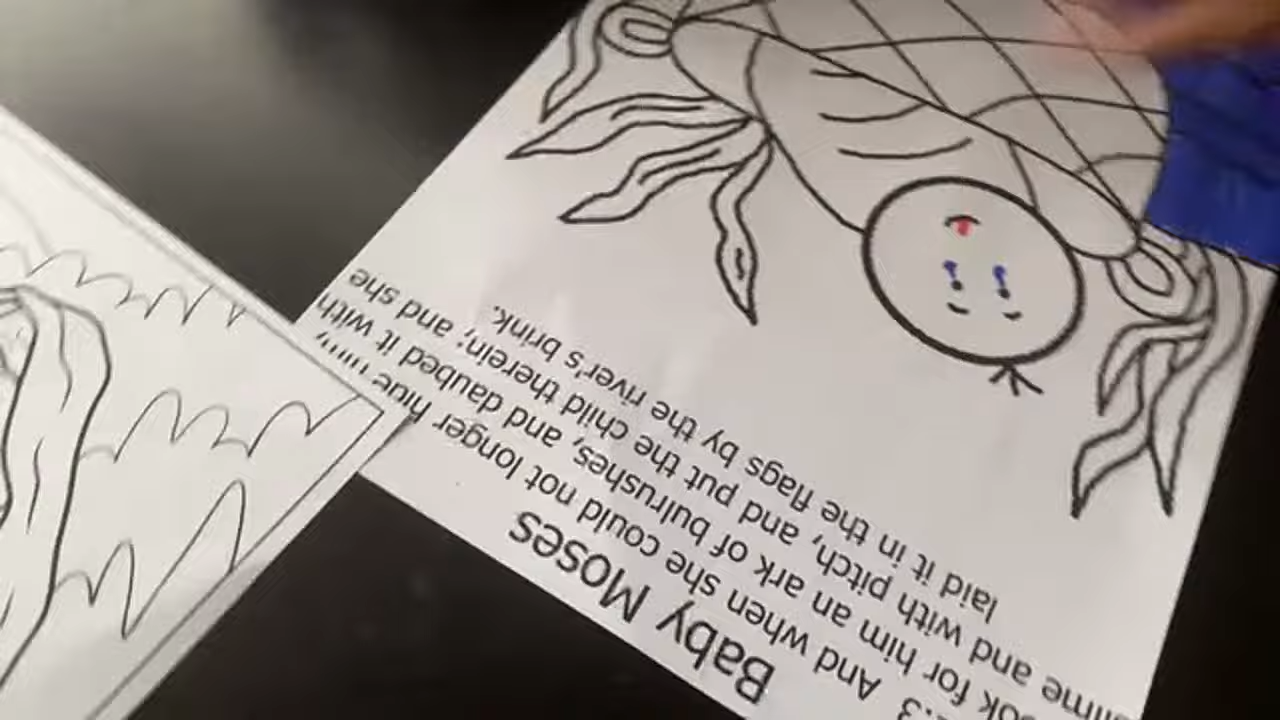 Baby Moses
2.3 And when she could not longer hide
ook for him an ark of bulrushes, and daubed it with
slime and with pitch, and put the child therein; and she
laid it in the flags by the river's brink.